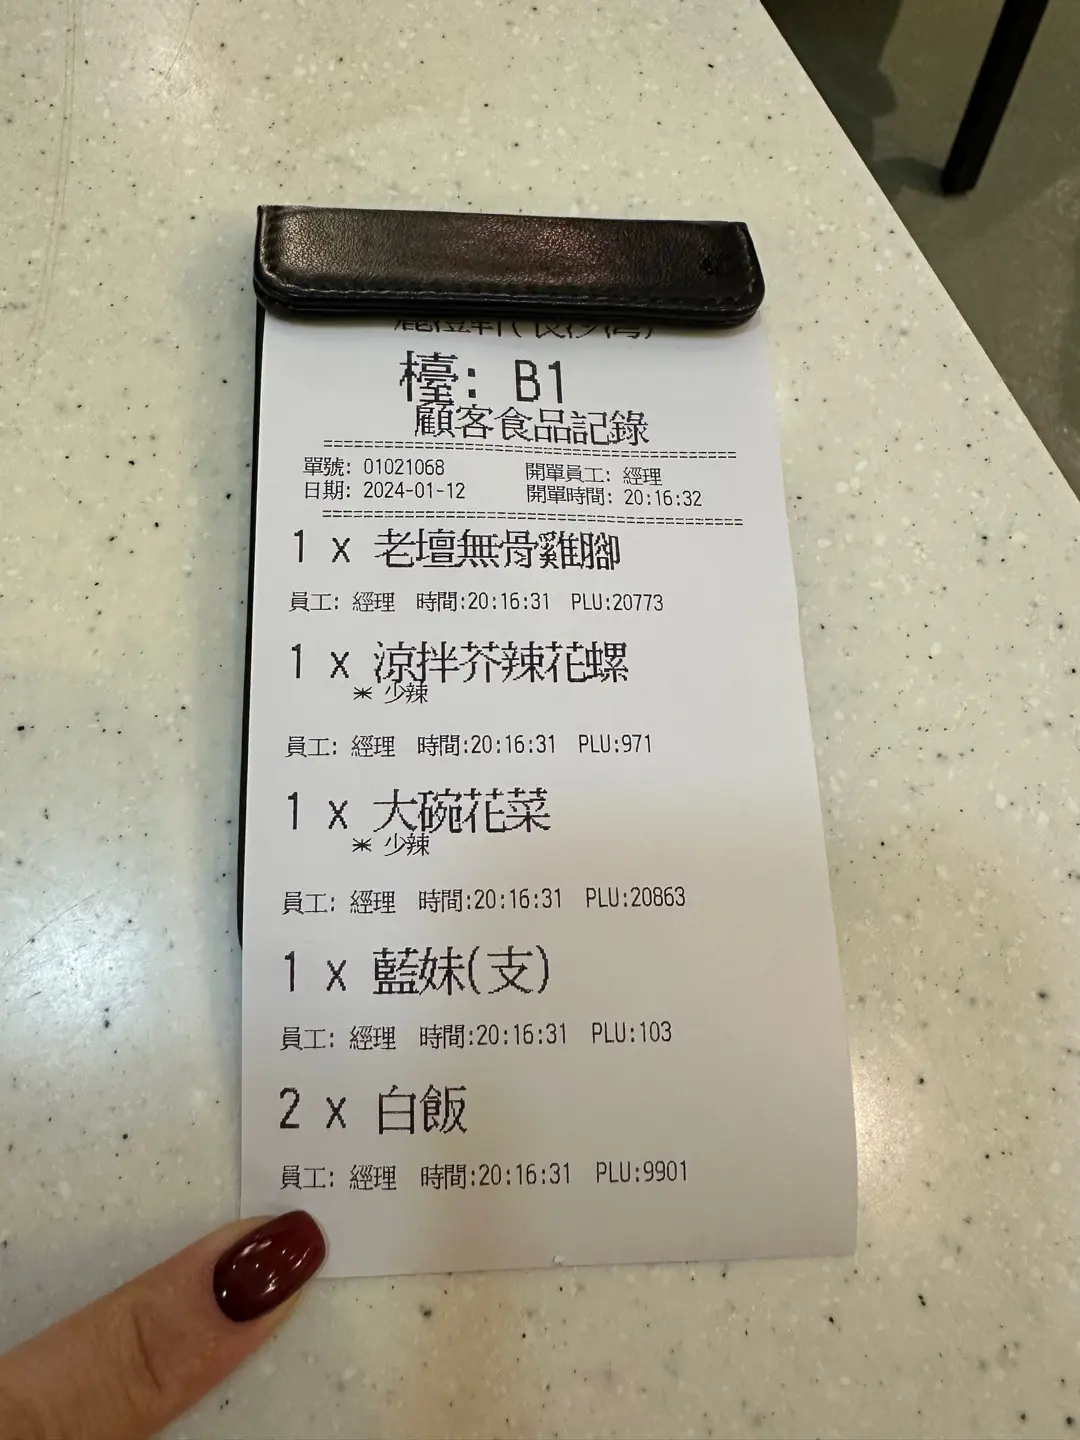 檯: B1
顧客食品記錄
單號: 01021068 開單員工: 經理
日期: 2024-01-12 開單時間: 20:16:32
1 x 老壇無骨雞腳
員工: 經理 時間:20:16:31 PLU:20773
1 x 涼拌芥辣花螺
* 少辣
員工: 經理 時間:20:16:31 PLU:971
1 x 大碗花菜
* 少辣
員工: 經理 時間:20:16:31 PLU:20863
1 x 藍妹(支)
員工: 經理 時間:20:16:31 PLU:103
2 x 白飯
員工: 經理 時間:20:16:31 PLU:9901